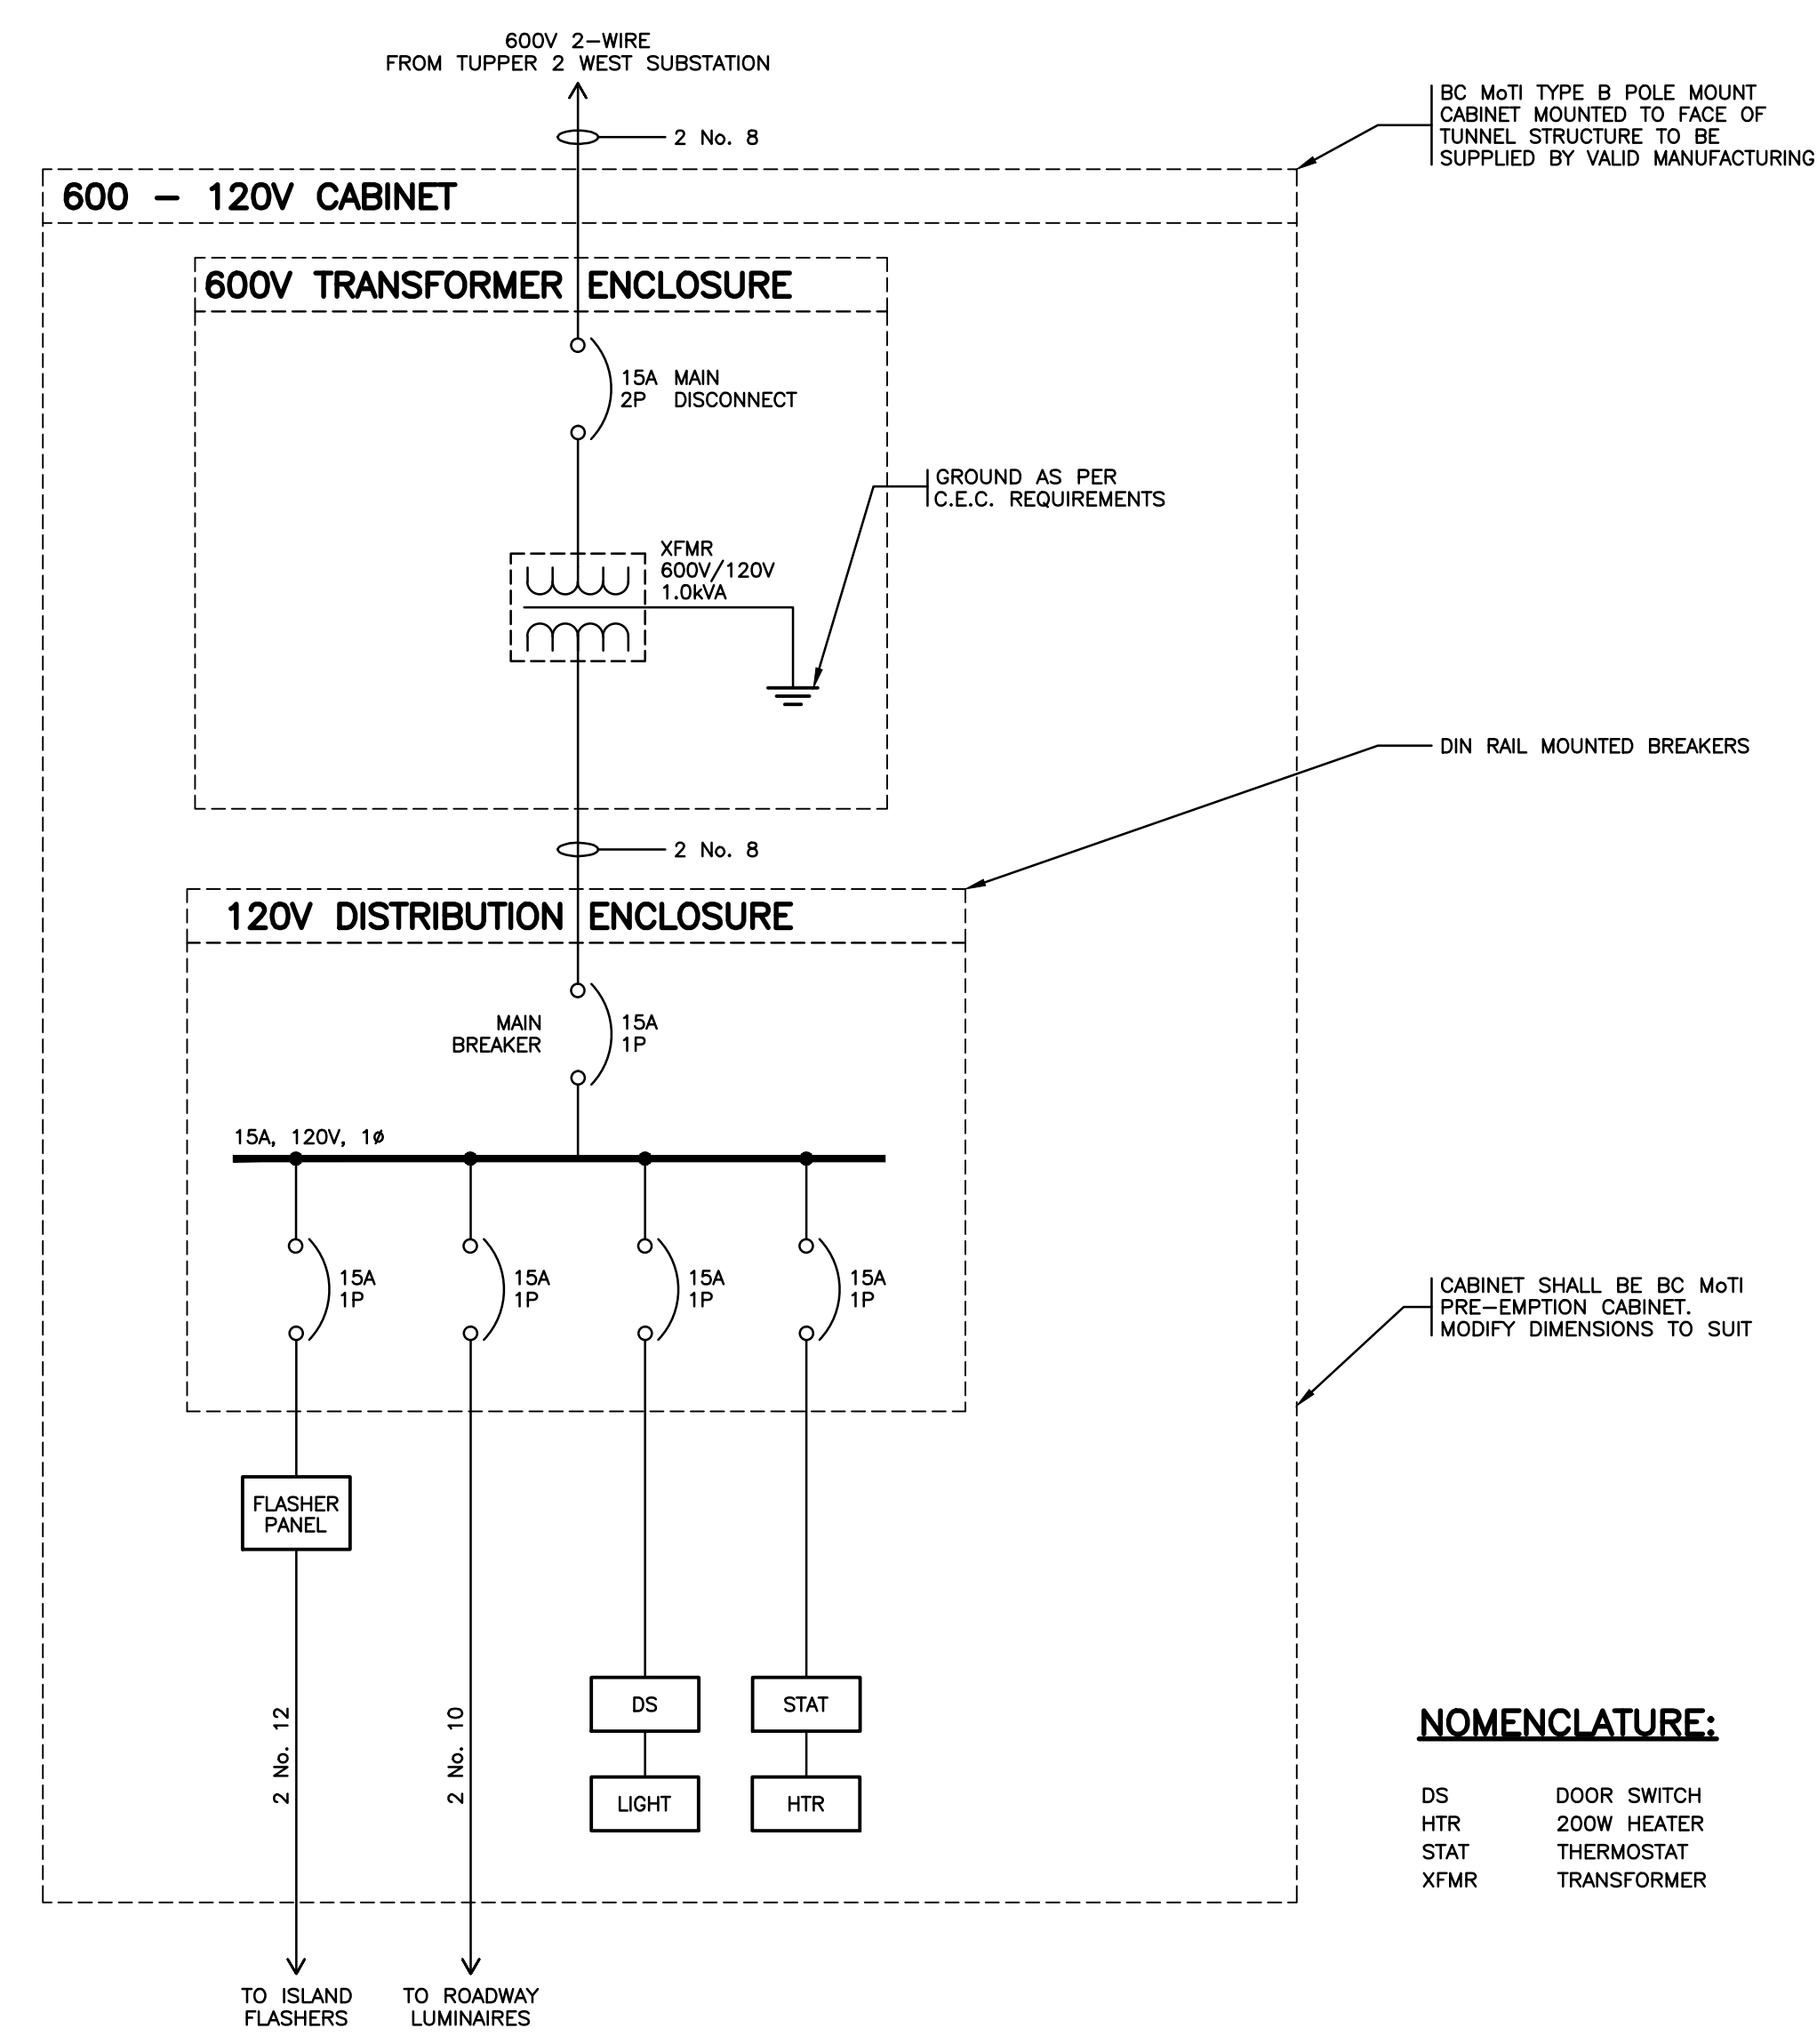 600V 2-WIRE
FROM TUPPER 2 WEST SUBSTATION
2 No. 8
BC MoTI TYPE B POLE MOUNT
CABINET MOUNTED TO FACE OF
TUNNEL STRUCTURE TO BE
SUPPLIED BY VALID MANUFACTURING
600 - 120V CABINET
600V TRANSFORMER ENCLOSURE
15A MAIN
2P DISCONNECT
GROUND AS PER
C.E.C. REQUIREMENTS
XFMR
600V/120V
1.0kVA
DIN RAIL MOUNTED BREAKERS
2 No. 8
120V DISTRIBUTION ENCLOSURE
MAIN
BREAKER
15A
1P
15A, 120V, 1ø
15A
1P
15A
1P
15A
1P
15A
1P
CABINET SHALL BE BC MoTI
PRE-EMPTION CABINET.
MODIFY DIMENSIONS TO SUIT
FLASHER
PANEL
2 No. 12
2 No. 10
DS
STAT
LIGHT
HTR
NOMENCLATURE:
DS DOOR SWITCH
HTR 200W HEATER
STAT THERMOSTAT
XFMR TRANSFORMER
TO ISLAND
FLASHERS
TO ROADWAY
LUMINAIRES